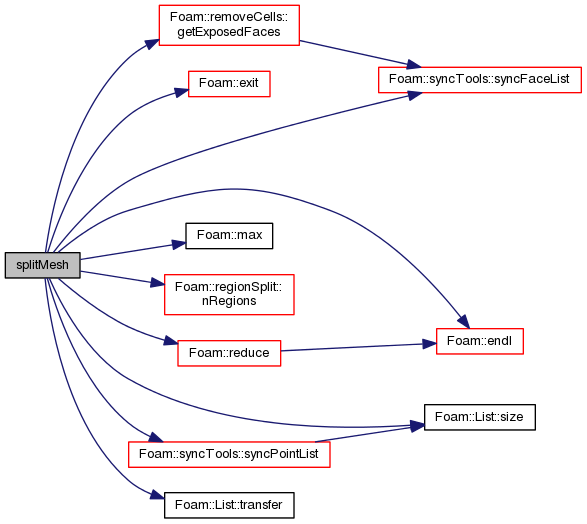 Foam::removeCells::
getExposedFaces
Foam::exit
Foam::syncTools::syncFaceList
Foam::max
splitMesh
Foam::regionSplit::
nRegions
Foam::endl
Foam::reduce
Foam::List::size
Foam::syncTools::syncPointList
Foam::List::transfer